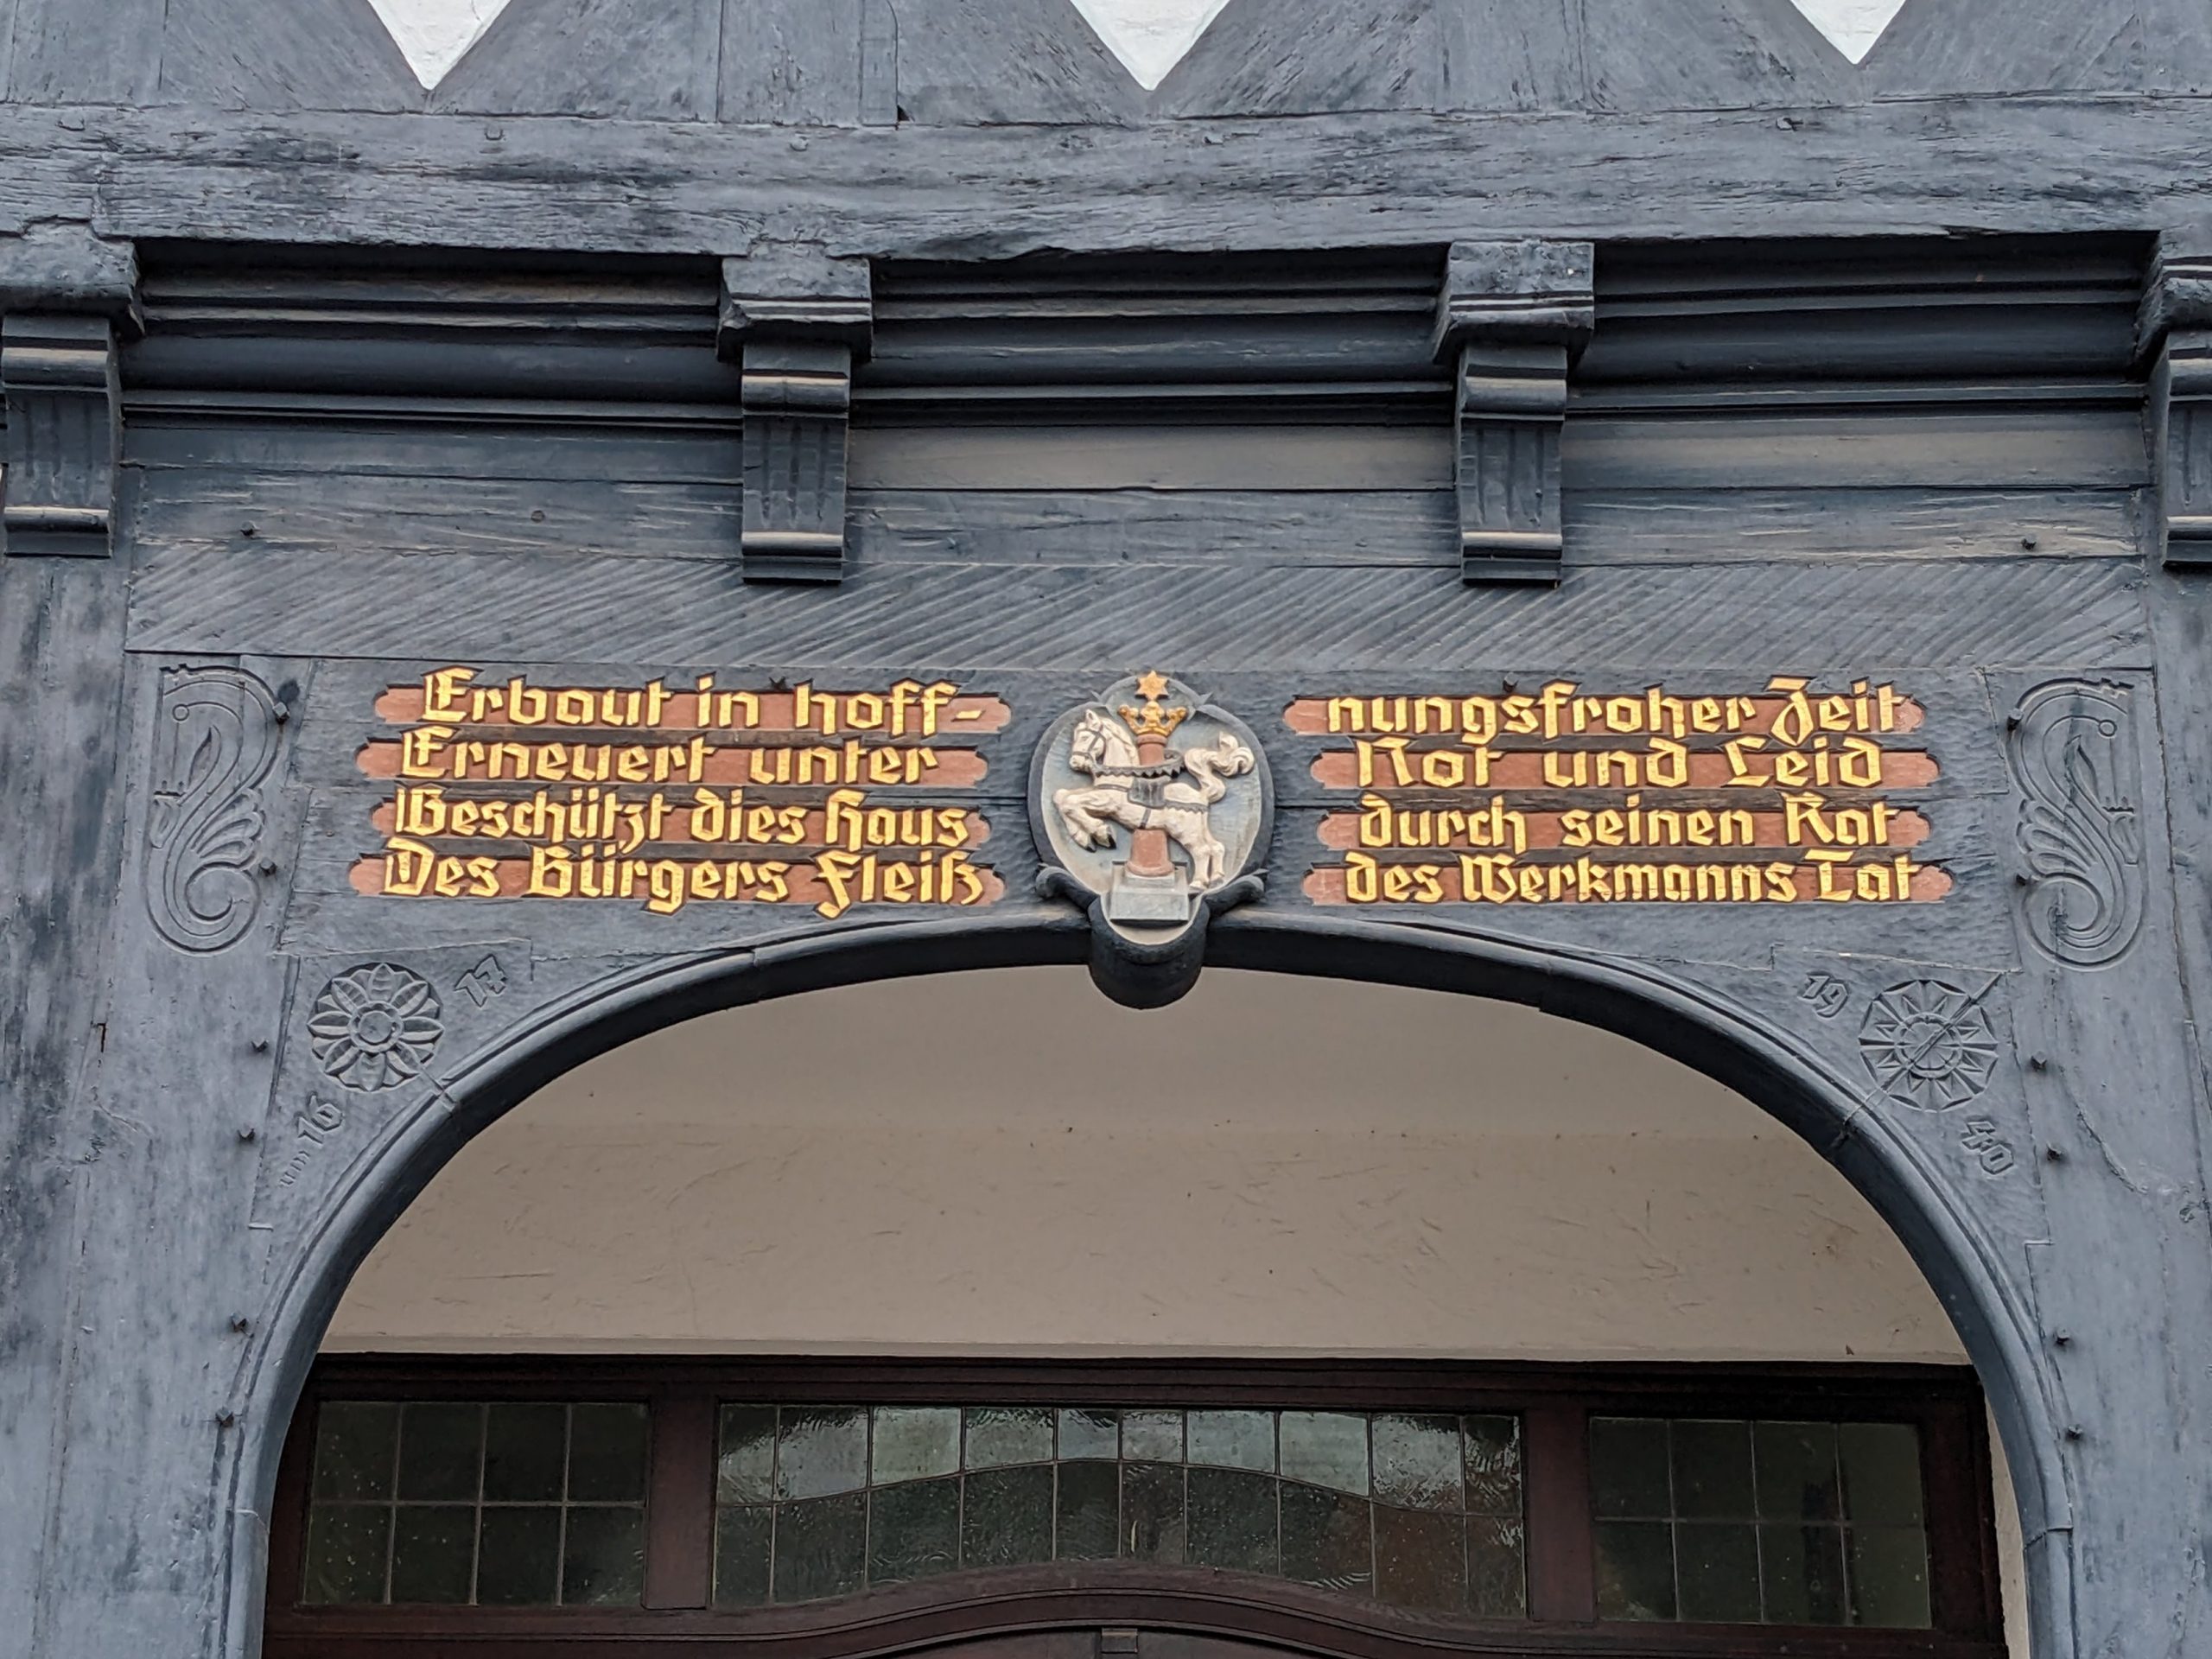 Erbaut in hoff-nungsfroher Zeit
Erneuert unter Not und Leid
Beschützt dies Haus durch seinen Rat
Des Bürgers Fleiß des Werkmanns Tat
um 16 17
19 40